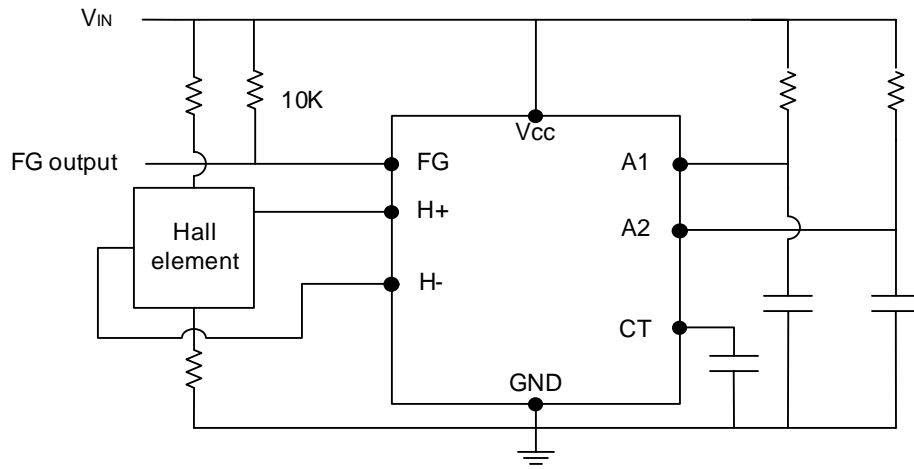 VIN
10K
Vcc
FG output
FG
A1
H+
A2
Hall
element
H-
CT
GND